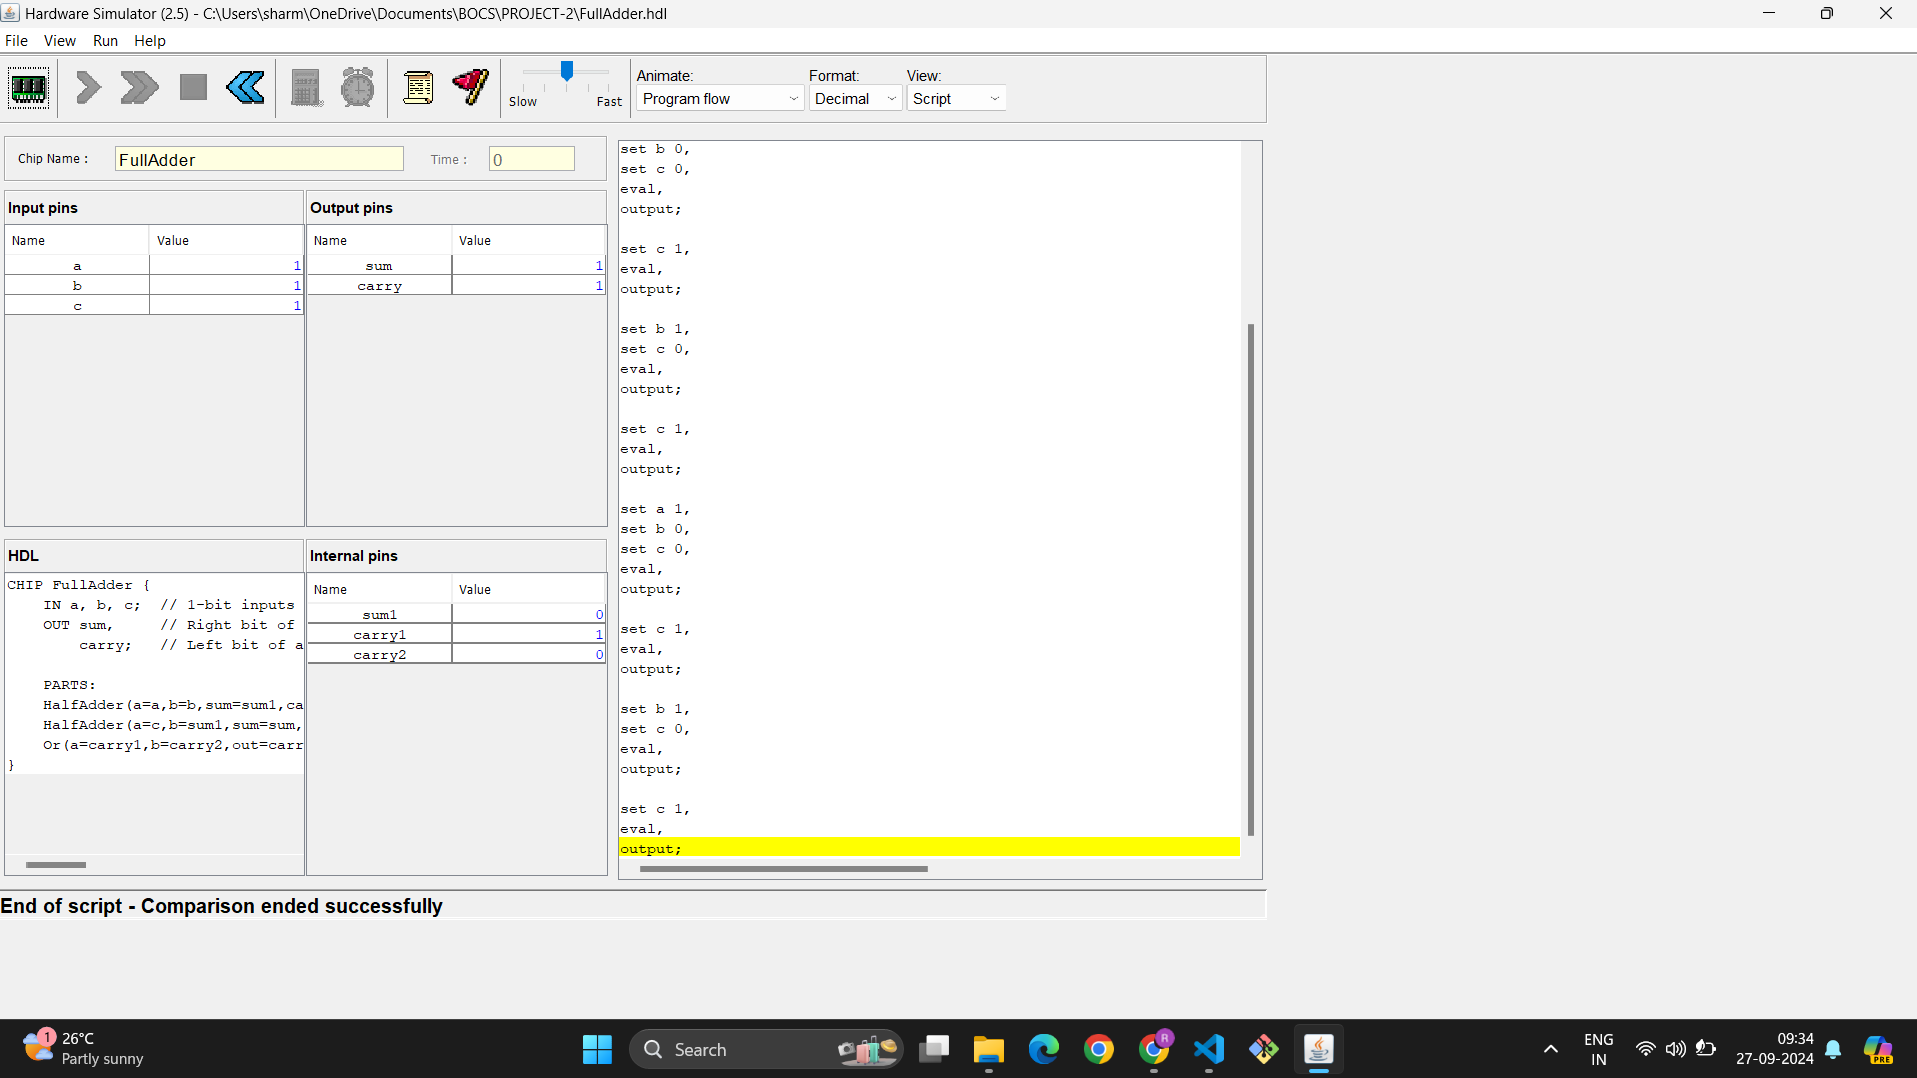 Hardware Simulator (2.5) - C:\Users\sharm\OneDrive\Documents\BOCS\PROJECT-2\FullAdder.hdl
File View Run Help
Slow Fast
Animate: Format: View:
Program flow Decimal Script
Chip Name : FullAdder Time : 0
Input pins
Name Value
a 1
b 1
c 1
Output pins
Name Value
sum 1
carry 1
HDL
CHIP FullAdder {
IN a, b, c; // 1-bit inputs
OUT sum, // Right bit of
carry; // Left bit of a
PARTS:
HalfAdder(a=a,b=b,sum=sum1,ca
HalfAdder(a=c,b=sum1,sum=sum,
Or(a=carry1,b=carry2,out=carr
}
Internal pins
Name Value
sum1 0
carry1 1
carry2 0
set b 0,
set c 0,
eval,
output;
set c 1,
eval,
output;
set b 1,
set c 0,
eval,
output;
set c 1,
eval,
output;
set a 1,
set b 0,
set c 0,
eval,
output;
set c 1,
eval,
output;
set b 1,
set c 0,
eval,
output;
set c 1,
eval,
output;
End of script - Comparison ended successfully
1
26°C
Partly sunny
Search
R
ENG
IN
09:34
27-09-2024
PRE